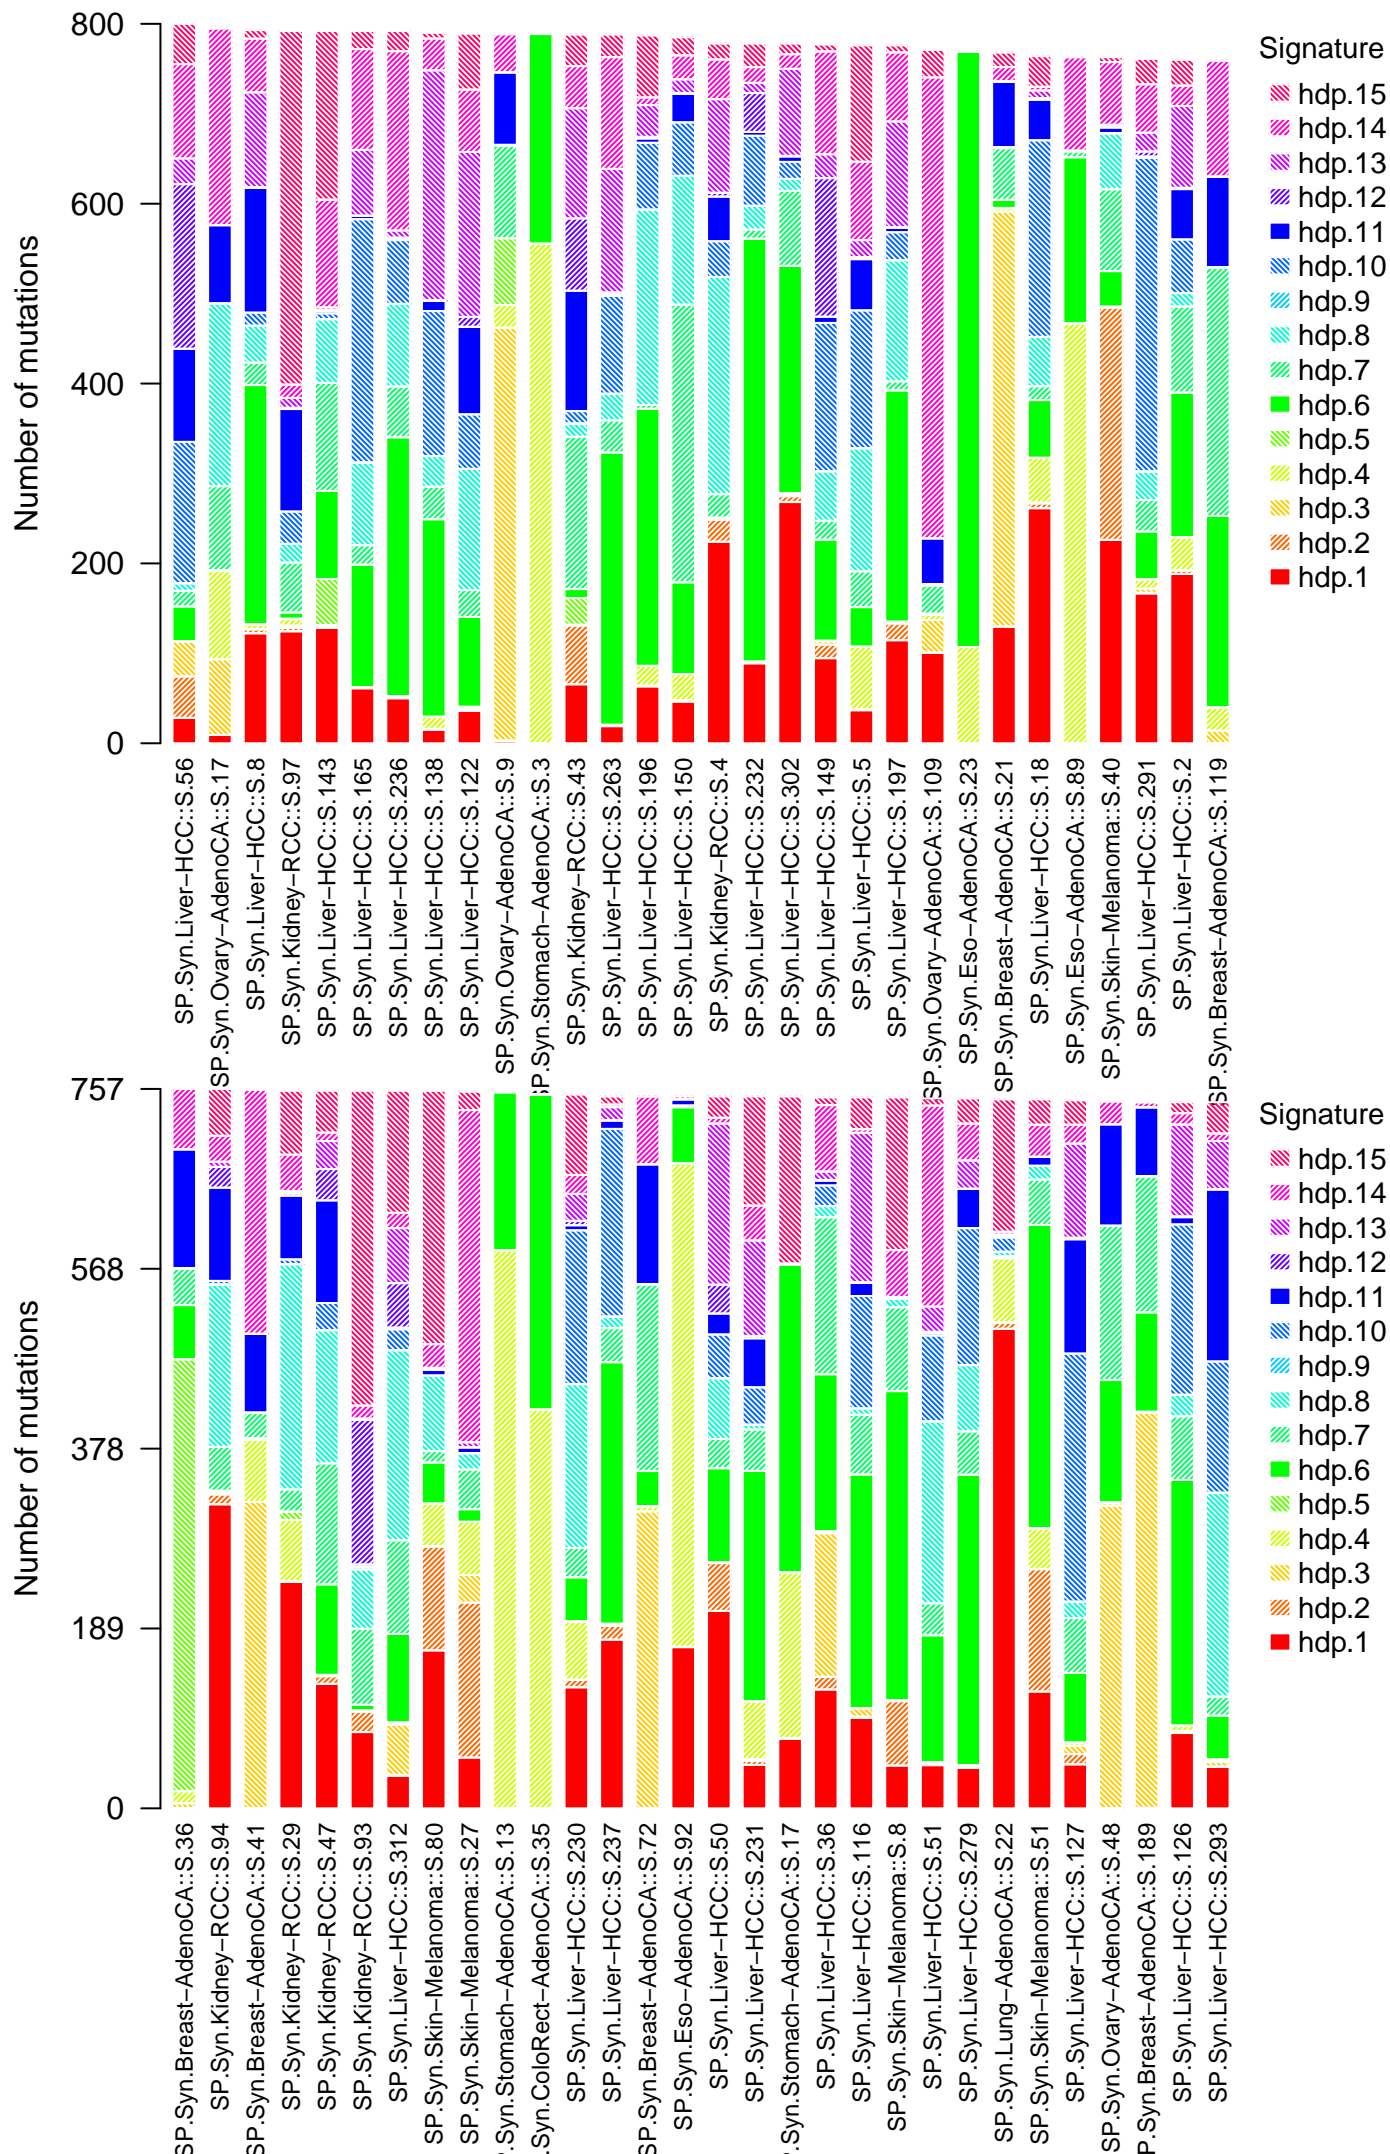 800
600
400
200
0
Number of mutations
SP.Syn.Liver−HCC::S.56
SP.Syn.Ovary−AdenoCA::S.17
SP.Syn.Liver−HCC::S.8
SP.Syn.Kidney−RCC::S.97
SP.Syn.Liver−HCC::S.143
SP.Syn.Liver−HCC::S.165
SP.Syn.Liver−HCC::S.236
SP.Syn.Liver−HCC::S.138
SP.Syn.Liver−HCC::S.122
SP.Syn.Ovary−AdenoCA::S.9
SP.Syn.Stomach−AdenoCA::S.3
SP.Syn.Kidney−RCC::S.43
SP.Syn.Liver−HCC::S.263
SP.Syn.Liver−HCC::S.196
SP.Syn.Liver−HCC::S.150
SP.Syn.Kidney−RCC::S.4
SP.Syn.Liver−HCC::S.232
SP.Syn.Liver−HCC::S.302
SP.Syn.Liver−HCC::S.149
SP.Syn.Liver−HCC::S.5
SP.Syn.Liver−HCC::S.197
SP.Syn.Ovary−AdenoCA::S.109
SP.Syn.Eso−AdenoCA::S.23
SP.Syn.Breast−AdenoCA::S.21
SP.Syn.Liver−HCC::S.18
SP.Syn.Eso−AdenoCA::S.89
SP.Syn.Skin−Melanoma::S.40
SP.Syn.Liver−HCC::S.291
SP.Syn.Liver−HCC::S.2
SP.Syn.Breast−AdenoCA::S.119
Signature
hdp.15
hdp.14
hdp.13
hdp.12
hdp.11
hdp.10
hdp.9
hdp.8
hdp.7
hdp.6
hdp.5
hdp.4
hdp.3
hdp.2
hdp.1
757
568
378
189
0
Number of mutations
SP.Syn.Breast−AdenoCA::S.36
SP.Syn.Kidney−RCC::S.94
SP.Syn.Breast−AdenoCA::S.41
SP.Syn.Kidney−RCC::S.29
SP.Syn.Kidney−RCC::S.47
SP.Syn.Kidney−RCC::S.93
SP.Syn.Liver−HCC::S.312
SP.Syn.Skin−Melanoma::S.80
SP.Syn.Skin−Melanoma::S.27
P.Syn.Stomach−AdenoCA::S.13
.Syn.ColoRect−AdenoCA::S.35
SP.Syn.Liver−HCC::S.230
SP.Syn.Liver−HCC::S.237
SP.Syn.Breast−AdenoCA::S.72
SP.Syn.Eso−AdenoCA::S.92
SP.Syn.Liver−HCC::S.50
SP.Syn.Liver−HCC::S.231
P.Syn.Stomach−AdenoCA::S.17
SP.Syn.Liver−HCC::S.36
SP.Syn.Liver−HCC::S.116
SP.Syn.Skin−Melanoma::S.8
SP.Syn.Liver−HCC::S.51
SP.Syn.Liver−HCC::S.279
SP.Syn.Lung−AdenoCA::S.22
SP.Syn.Skin−Melanoma::S.51
SP.Syn.Liver−HCC::S.127
SP.Syn.Ovary−AdenoCA::S.48
P.Syn.Breast−AdenoCA::S.189
SP.Syn.Liver−HCC::S.126
SP.Syn.Liver−HCC::S.293
Signature
hdp.15
hdp.14
hdp.13
hdp.12
hdp.11
hdp.10
hdp.9
hdp.8
hdp.7
hdp.6
hdp.5
hdp.4
hdp.3
hdp.2
hdp.1